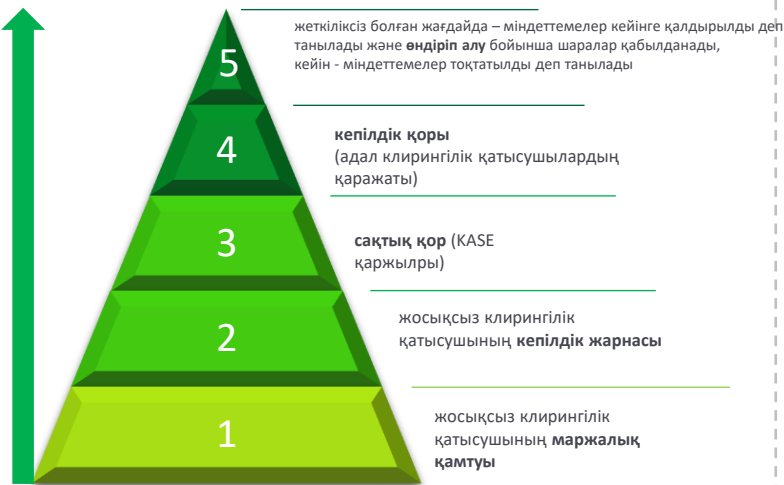 жеткіліксіз болған жағдайда – міндеттемелер кейінге қалдырылды деп
танылады және өндіріп алу бойынша шаралар қабылданады,
кейін - міндеттемелер тоқтатылды деп танылады
5
кепілдік қоры
(адал клирингілік қатысушылардың
қаражаты)
4
сақтық қор (KASE
қаржылры)
3
жосықсыз клирингілік
қатысушының кепілдік жарнасы
2
жосықсыз клирингілік
қатысушының маржалық
қамтуы
1